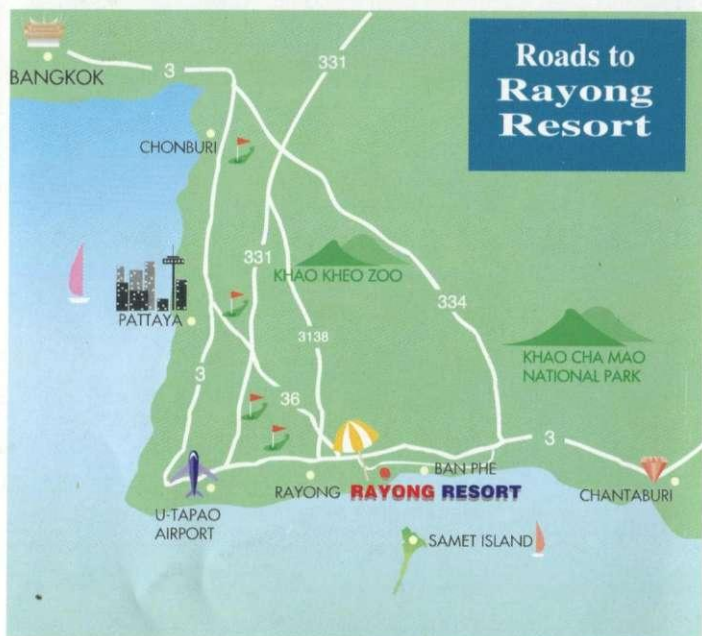 Roads to
Rayong
Resort
BANGKOK
3
331
CHONBURI
331
KHAO KHEO ZOO
334
PATTAYA
3138
KHAO CHA MAO
NATIONAL PARK
3
36
3
BAN PHE
RAYONG
RAYONG RESORT
CHANTABURI
U-TAPAO
AIRPORT
SAMET ISLAND